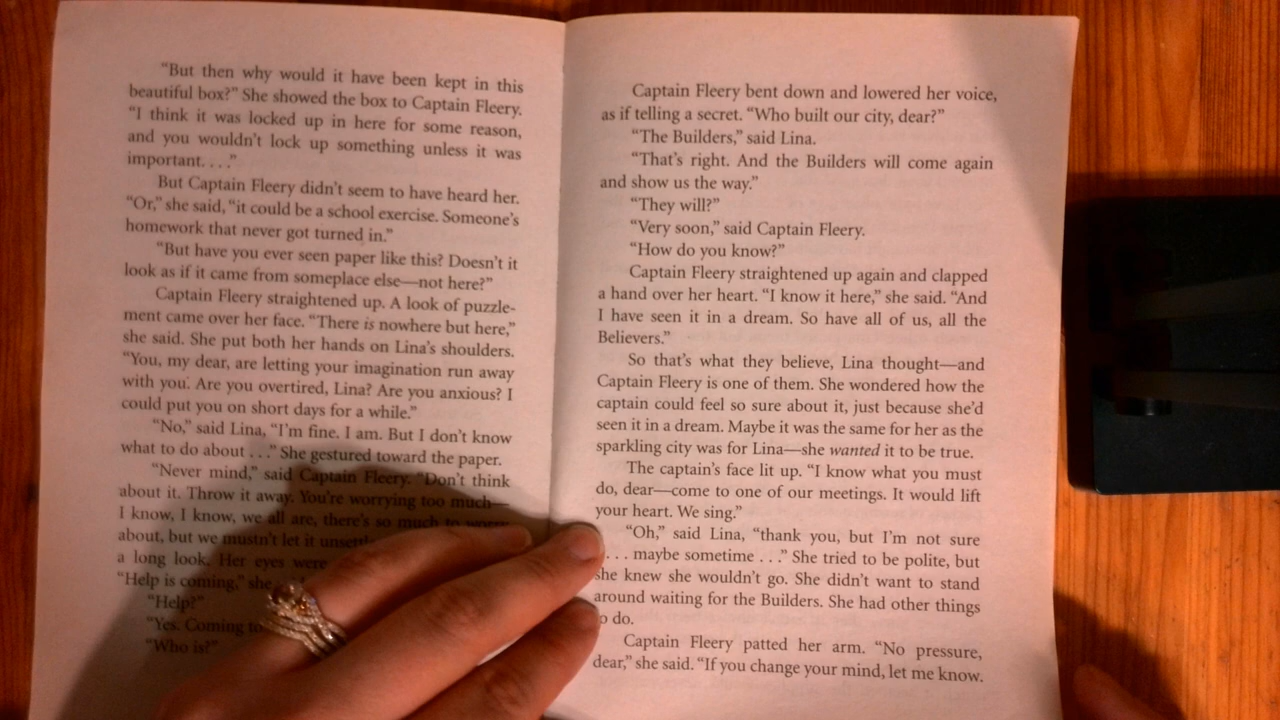 “But then why would it have been kept in this
beautiful box?” She showed the box to Captain Fleery.
“I think it was locked up in here for some reason,
and you wouldn’t lock up something unless it was
important. . . .”
But Captain Fleery didn’t seem to have heard her.
“Or,” she said, “it could be a school exercise. Someone’s
homework that never got turned in.”
“But have you ever seen paper like this? Doesn’t it
look as if it came from someplace else—not here?”
Captain Fleery straightened up. A look of puzzle-
ment came over her face. “There is nowhere but here,”
she said. She put both her hands on Lina’s shoulders.
“You, my dear, are letting your imagination run away
with you. Are you overtired, Lina? Are you anxious? I
could put you on short days for a while.”
“No,” said Lina, “I’m fine. I am. But I don’t know
what to do about . . .” She gestured toward the paper.
“Never mind,” said Captain Fleery. “Don’t think
about it. Throw it away. You’re worrying too much—
I know, I know, we all are, there’s so much to worry
about, but we mustn’t let it
a long look. Her eyes were
“Help is coming,” she
“Help?”
“Yes. Coming to
“Who is?”
Captain Fleery bent down and lowered her voice,
as if telling a secret. “Who built our city, dear?”
“The Builders,” said Lina.
“That’s right. And the Builders will come again
and show us the way.”
“They will?”
“Very soon,” said Captain Fleery.
“How do you know?”
Captain Fleery straightened up again and clapped
a hand over her heart. “I know it here,” she said. “And
I have seen it in a dream. So have all of us, all the
Believers.”
So that’s what they believe, Lina thought—and
Captain Fleery is one of them. She wondered how the
captain could feel so sure about it, just because she’d
seen it in a dream. Maybe it was the same for her as the
sparkling city was for Lina—she wanted it to be true.
The captain’s face lit up. “I know what you must
do, dear—come to one of our meetings. It would lift
your heart. We sing.”
“Oh,” said Lina, “thank you, but I’m not sure
. . . maybe sometime . . .” She tried to be polite, but
she knew she wouldn’t go. She didn’t want to stand
around waiting for the Builders. She had other things
to do.
Captain Fleery patted her arm. “No pressure,
dear,” she said. “If you change your mind, let me know.